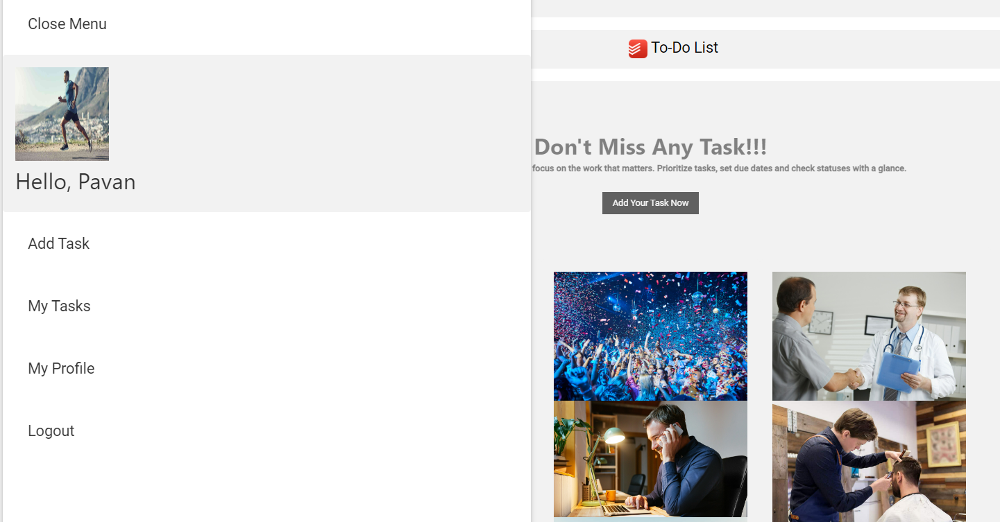 Close Menu
Hello, Pavan
Add Task
My Tasks
My Profile
Logout
To-Do List
Don't Miss Any Task!!!
focus on the work that matters. Prioritize tasks, set due dates and check statuses with a glance.
Add Your Task Now